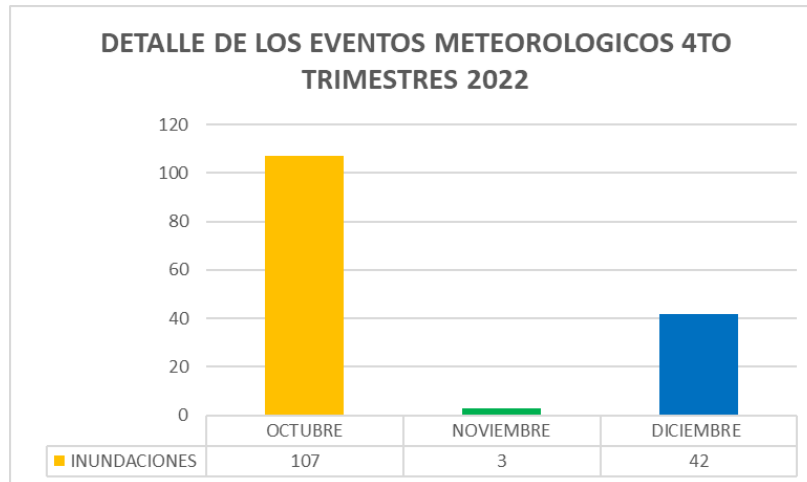 DETALLE DE LOS EVENTOS METEOROLOGICOS 4TO
TRIMESTRES 2022
120
100
80
60
40
20
0
OCTUBRE NOVIEMBRE DICIEMBRE
INUNDACIONES 107 3 42